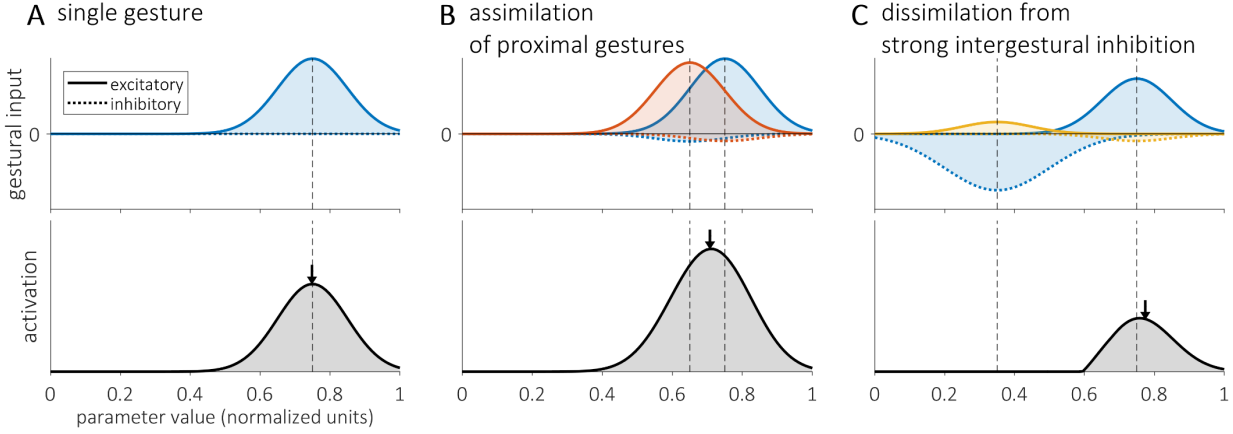 A single gesture
B assimilation
of proximal gestures
C dissimilation from
strong intergestural inhibition
gestural input
excitatory
inhibitory
0
0
0
activation
0 0.2 0.4 0.6 0.8 1
0 0.2 0.4 0.6 0.8 1
0 0.2 0.4 0.6 0.8 1
parameter value (normalized units)